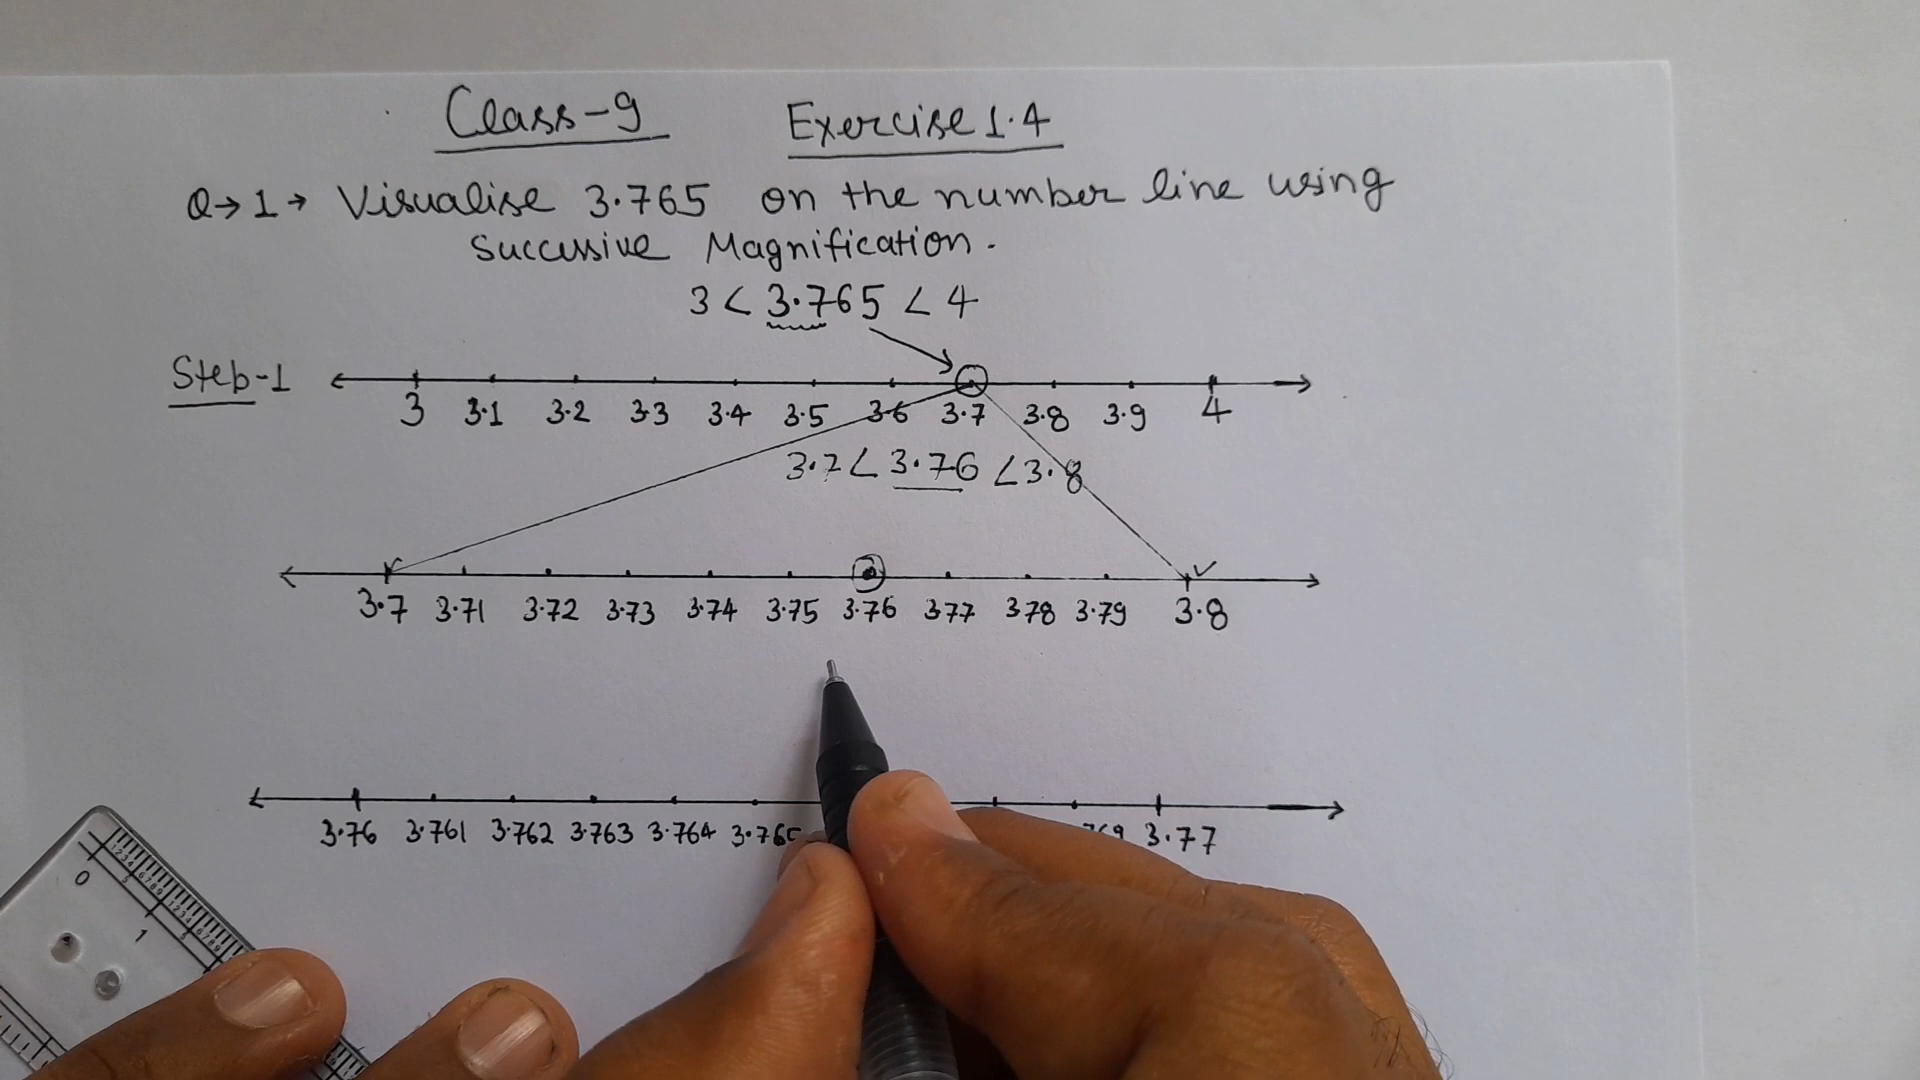 Class-9 Exercise 1.4
Q→1→ Visualise 3.765 on the number line using
Successive Magnification.
3 < 3.765 < 4
Step-1
3 3.1 3.2 3.3 3.4 3.5 3.6 3.7 3.8 3.9 4
3.7 < 3.76 < 3.8
3.7 3.71 3.72 3.73 3.74 3.75 3.76 3.77 3.78 3.79 3.8
3.76 3.761 3.762 3.763 3.764 3.765 3.77
0 1